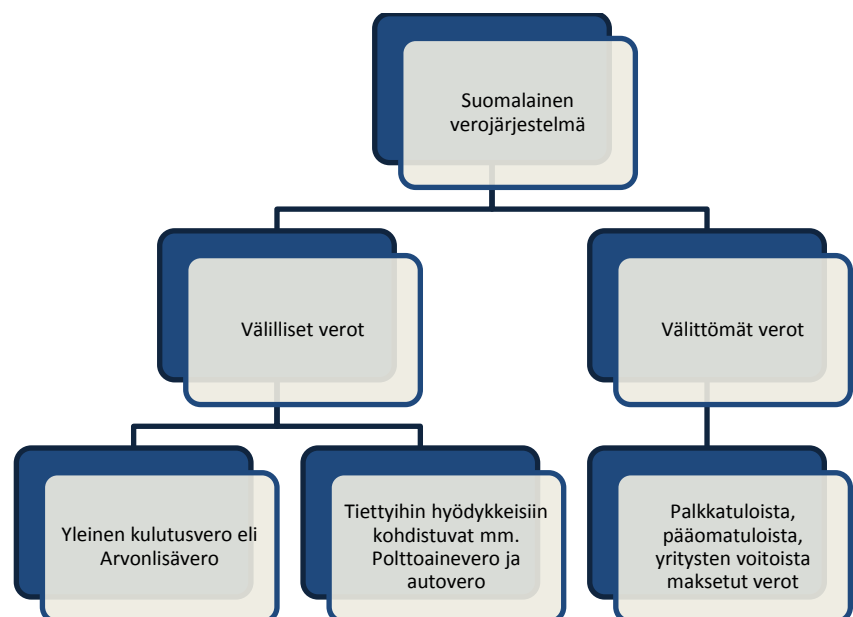 Suomalainen
verojärjestelmä
Välilliset verot
Välittömät verot
Yleinen kulutusvero eli
Arvonlisävero
Tiettyihin hyödykkeisiin
kohdistuvat mm.
Polttoainevero ja
autovero
Palkkatuloista,
pääomatuloista,
yritysten voitoista
maksetut verot